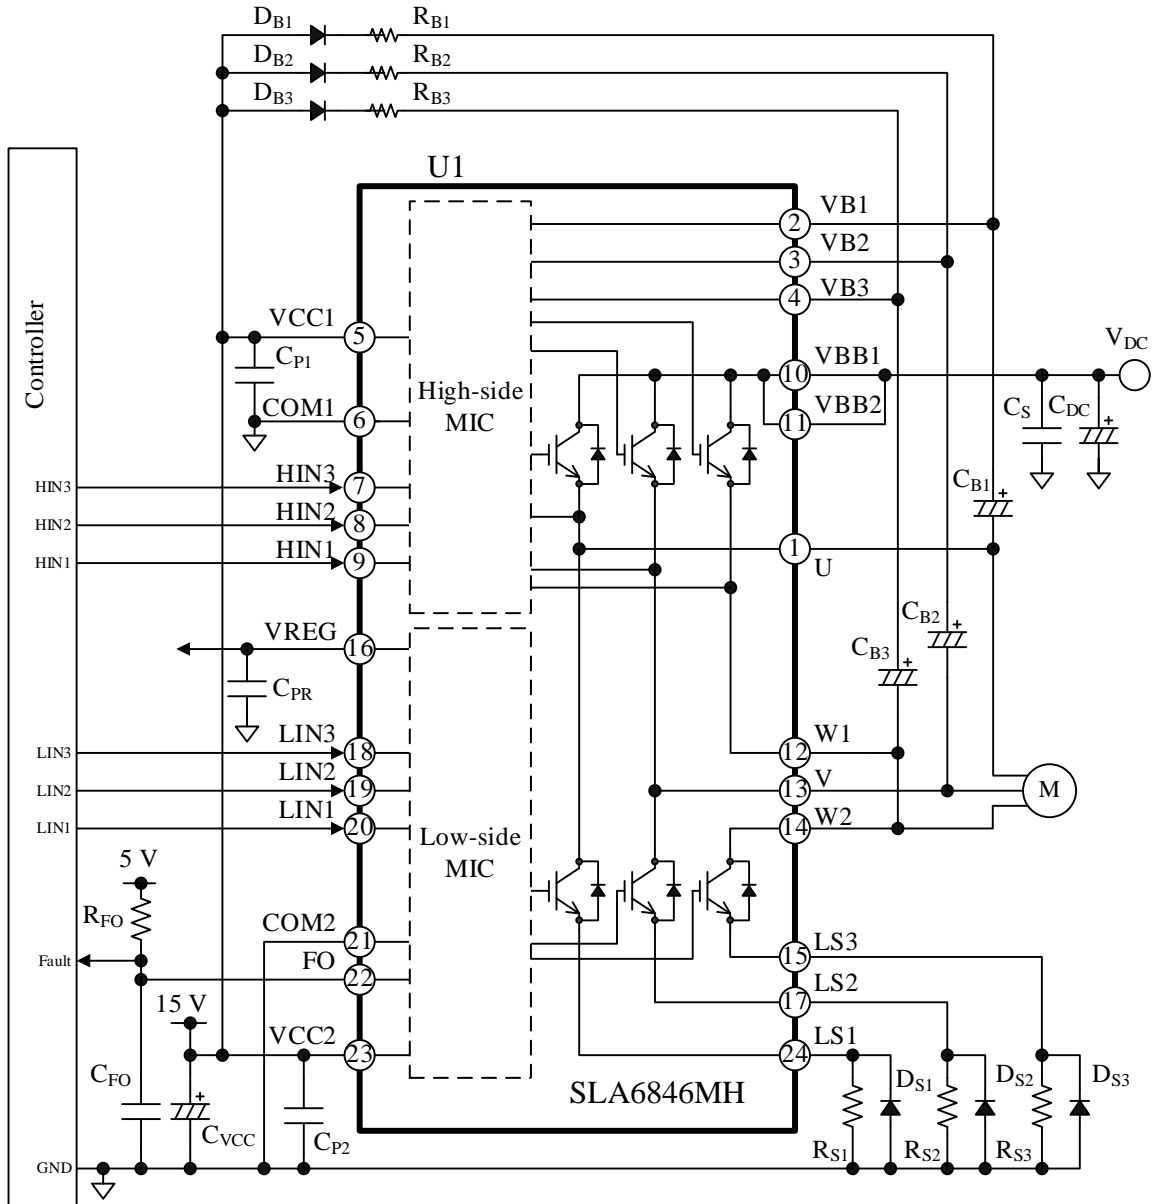 DB1 RB1
DB2 RB2
DB3 RB3
U1
Controller
2 VB1
3 VB2
4 VB3
VCC1 5
CP1
COM1 6
High-side
MIC
10 VBB1
11 VBB2
VDC
CS CDC
+
HIN3 HIN3 7
HIN2 HIN2 8
HIN1 HIN1 9
CB1 +
1 U
VREG 16
CPR
CB2 +
CB3 +
LIN3 LIN3 18
LIN2 LIN2 19
LIN1 LIN1 20
Low-side
MIC
12 W1
13 V
14 W2
M
5 V
RFO
COM2 21
Fault
FO 22
15 V
VCC2 23
15 LS3
17 LS2
24 LS1
CFO
+
CVCC
CP2
SLA6846MH
DS1 DS2 DS3
RS1 RS2 RS3
GND